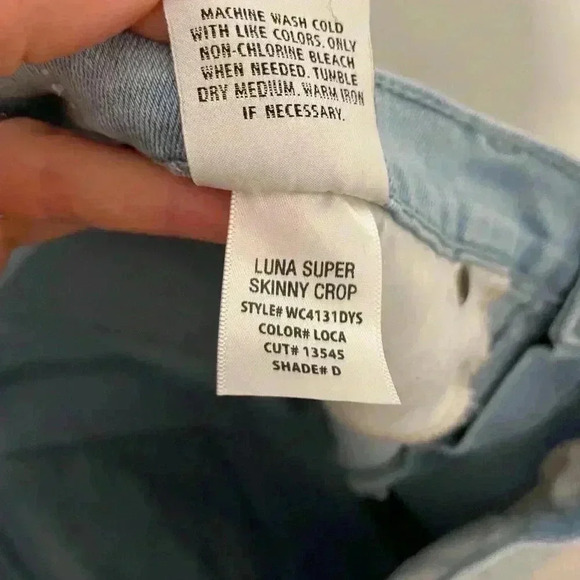 MACHINE WASH COLD
WITH LIKE COLORS. ONLY
NON-CHLORINE BLEACH
WHEN NEEDED. TUMBLE
DRY MEDIUM. WARM IRON
IF NECESSARY.
LUNA SUPER
SKINNY CROP
STYLE# WC4131DYS
COLOR# LOCA
CUT# 13545
SHADE# D